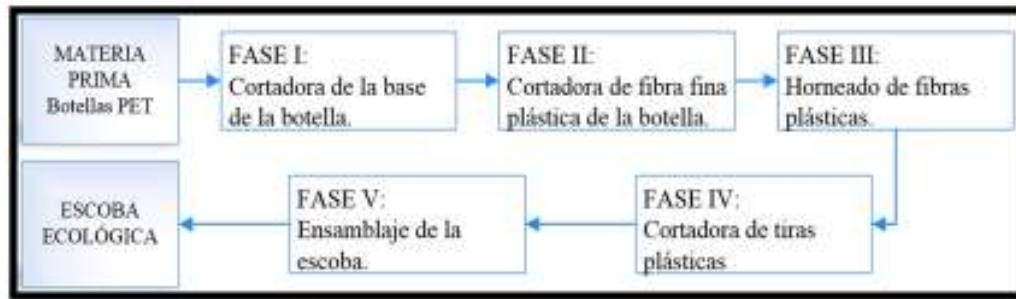 MATERIA
PRIMA
Botellas PET
FASE I:
Cortadora de la base
de la botella.
FASE II:
Cortadora de fibra fina
plástica de la botella.
FASE III:
Horneado de fibras
plásticas.
FASE IV:
Cortadora de tiras
plásticas
FASE V:
Ensamblaje de la
escoba.
ESCOBA
ECOLÓGICA